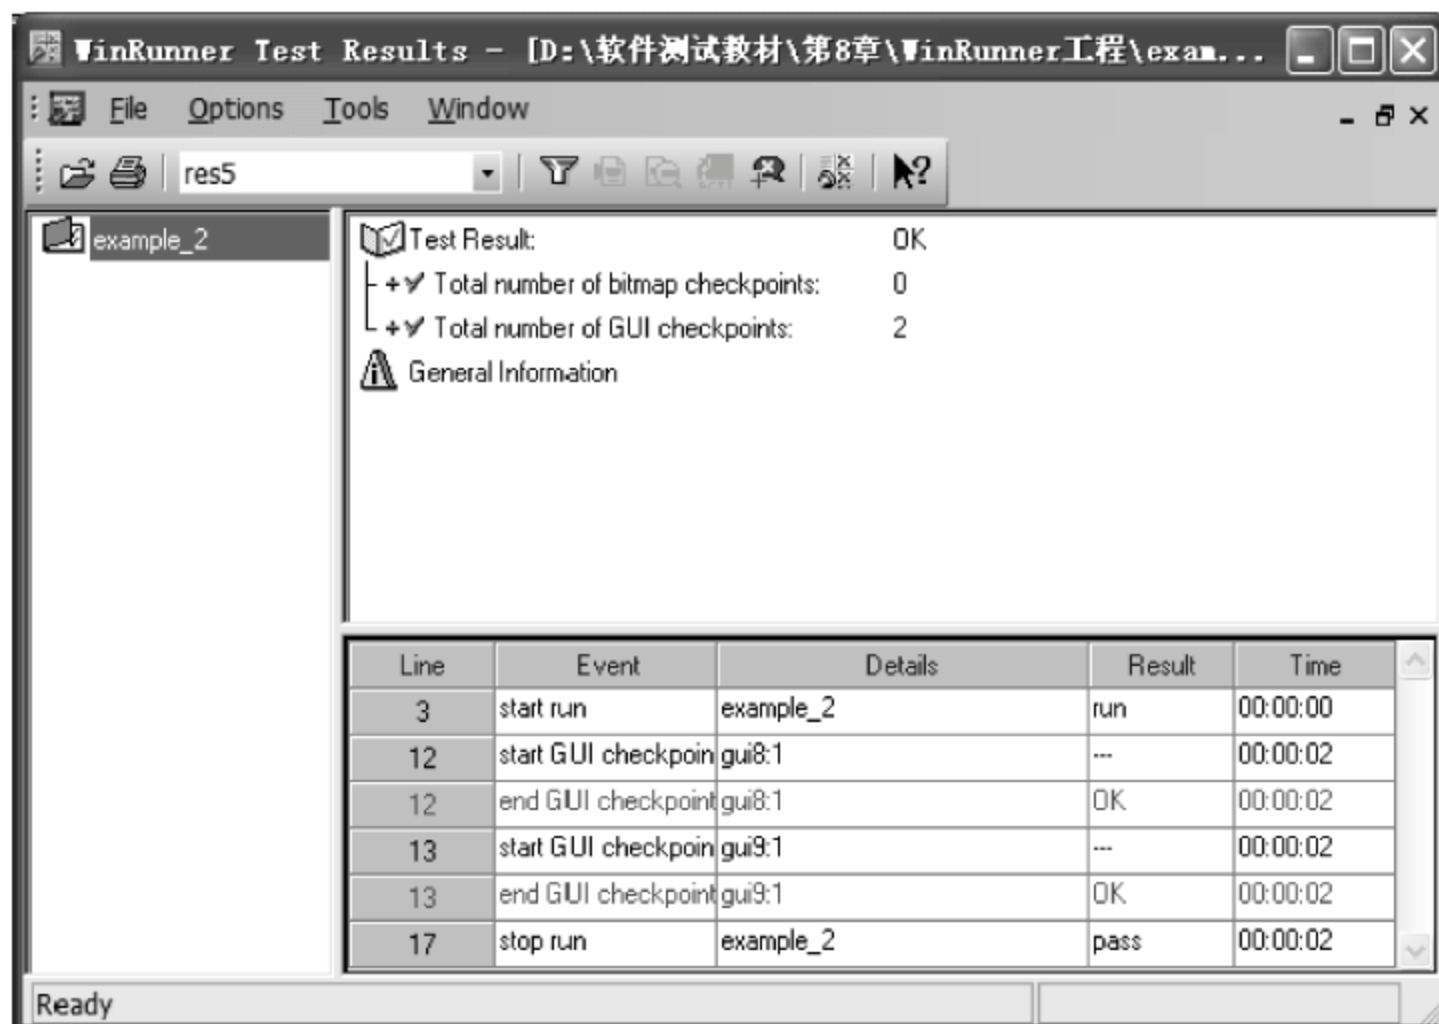 WinRunner Test Results - [D:\软件测试教材\第8章\WinRunner工程\exam...
File Options Tools Window
res5
example_2
Test Result: OK
Total number of bitmap checkpoints: 0
Total number of GUI checkpoints: 2
General Information
Line Event Details Result Time
3 start run example_2 run 00:00:00
12 start GUI checkpoin gui8:1 --- 00:00:02
12 end GUI checkpoint gui8:1 OK 00:00:02
13 start GUI checkpoin gui9:1 --- 00:00:02
13 end GUI checkpoint gui9:1 OK 00:00:02
17 stop run example_2 pass 00:00:02
Ready